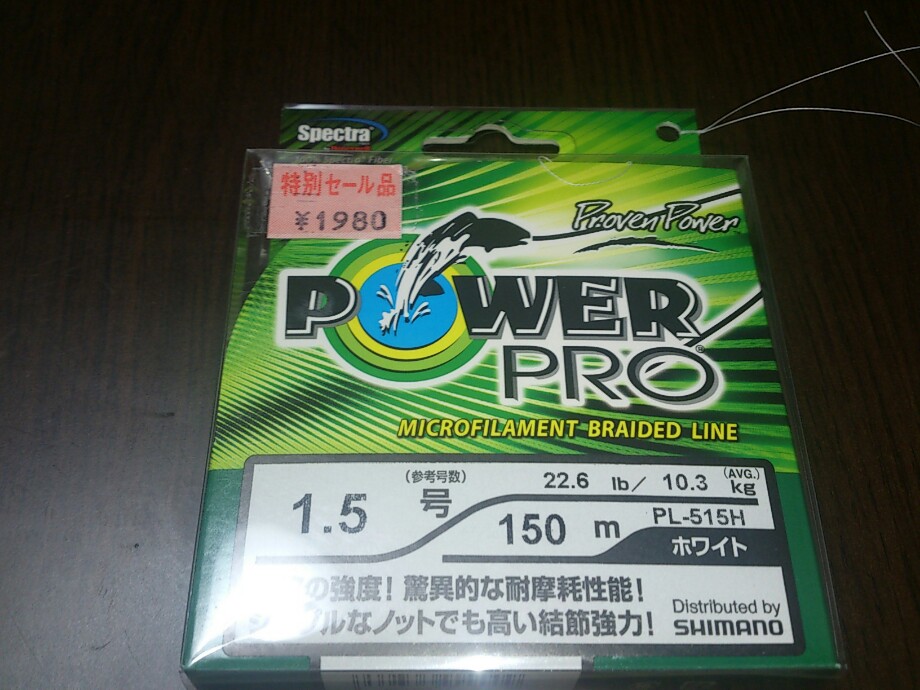 Spectra
特別セール品
¥1980
Proven Power
POWER
PRO®
MICROFILAMENT BRAIDED LINE
(参考号数)
1.5 号
22.6 lb/ 10.3 kg (AVG.)
150 m
PL-515H
ホワイト
の強度! 驚異的な耐摩耗性能!
ルなノットでも高い結節強力!
Distributed by
SHIMANO